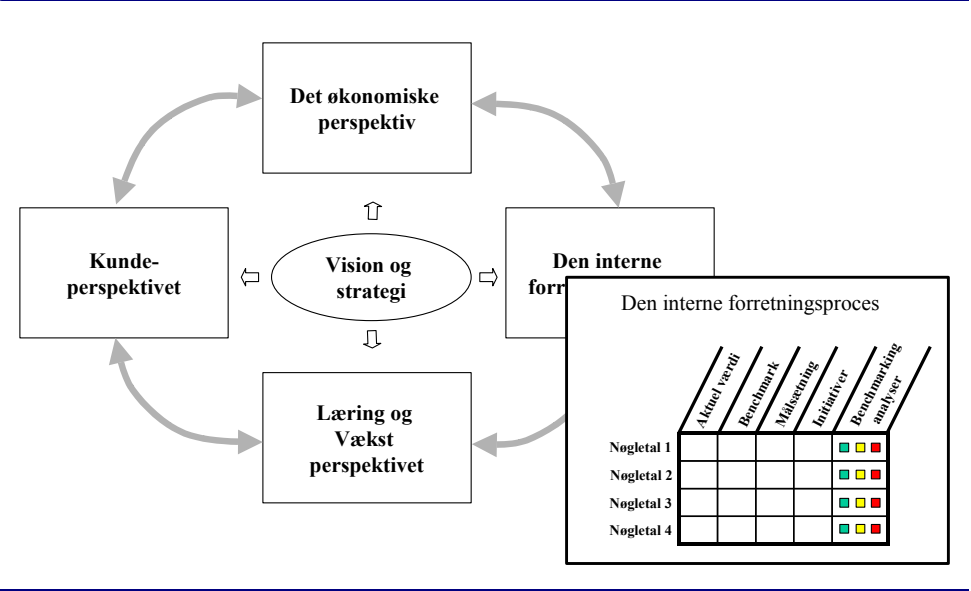 Det økonomiske
perspektiv
Kunde-
perspektivet
Vision og
strategi
Den interne
Læring og
Vækst
perspektivet
Den interne forretningsproces
Aktuel værdi
Benchmark
Målsætning
Initiativer
Benchmarking
analyser
Nøgletal 1
Nøgletal 2
Nøgletal 3
Nøgletal 4